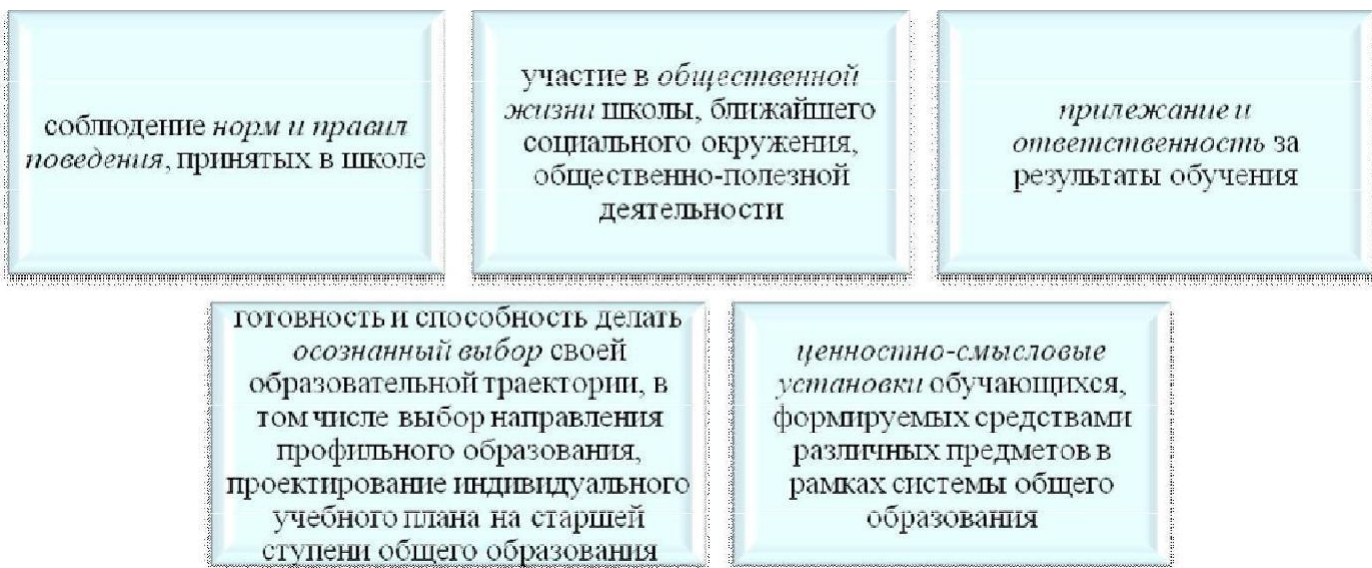 соблюдение норм и правил
поведения, принятых в школе
участие в общественной
жизни школы, ближайшего
социального окружения,
общественно-полезной
деятельности
прилежание и
ответственность за
результаты обучения
готовность и способность делать
осознанный выбор своей
образовательной траектории, в
том числе выбор направления
профильного образования,
проектирование индивидуального
учебного плана на старшей
ступени общего образования
ценностно-смысловые
установки обучающихся,
формируемых средствами
различных предметов в
рамках системы общего
образования